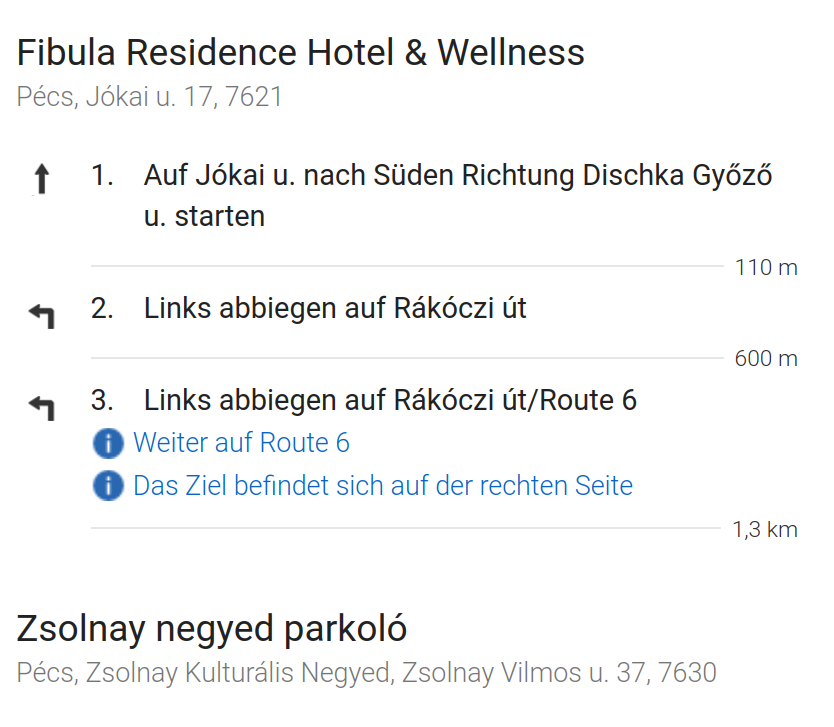 Fibula Residence Hotel & Wellness
Pécs, Jókai u. 17, 7621
1. Auf Jókai u. nach Süden Richtung Dischka Győző
u. starten
110 m
2. Links abbiegen auf Rákóczi út
600 m
3. Links abbiegen auf Rákóczi út/Route 6
Weiter auf Route 6
Das Ziel befindet sich auf der rechten Seite
1,3 km
Zsolnay negyed parkoló
Pécs, Zsolnay Kulturális Negyed, Zsolnay Vilmos u. 37, 7630